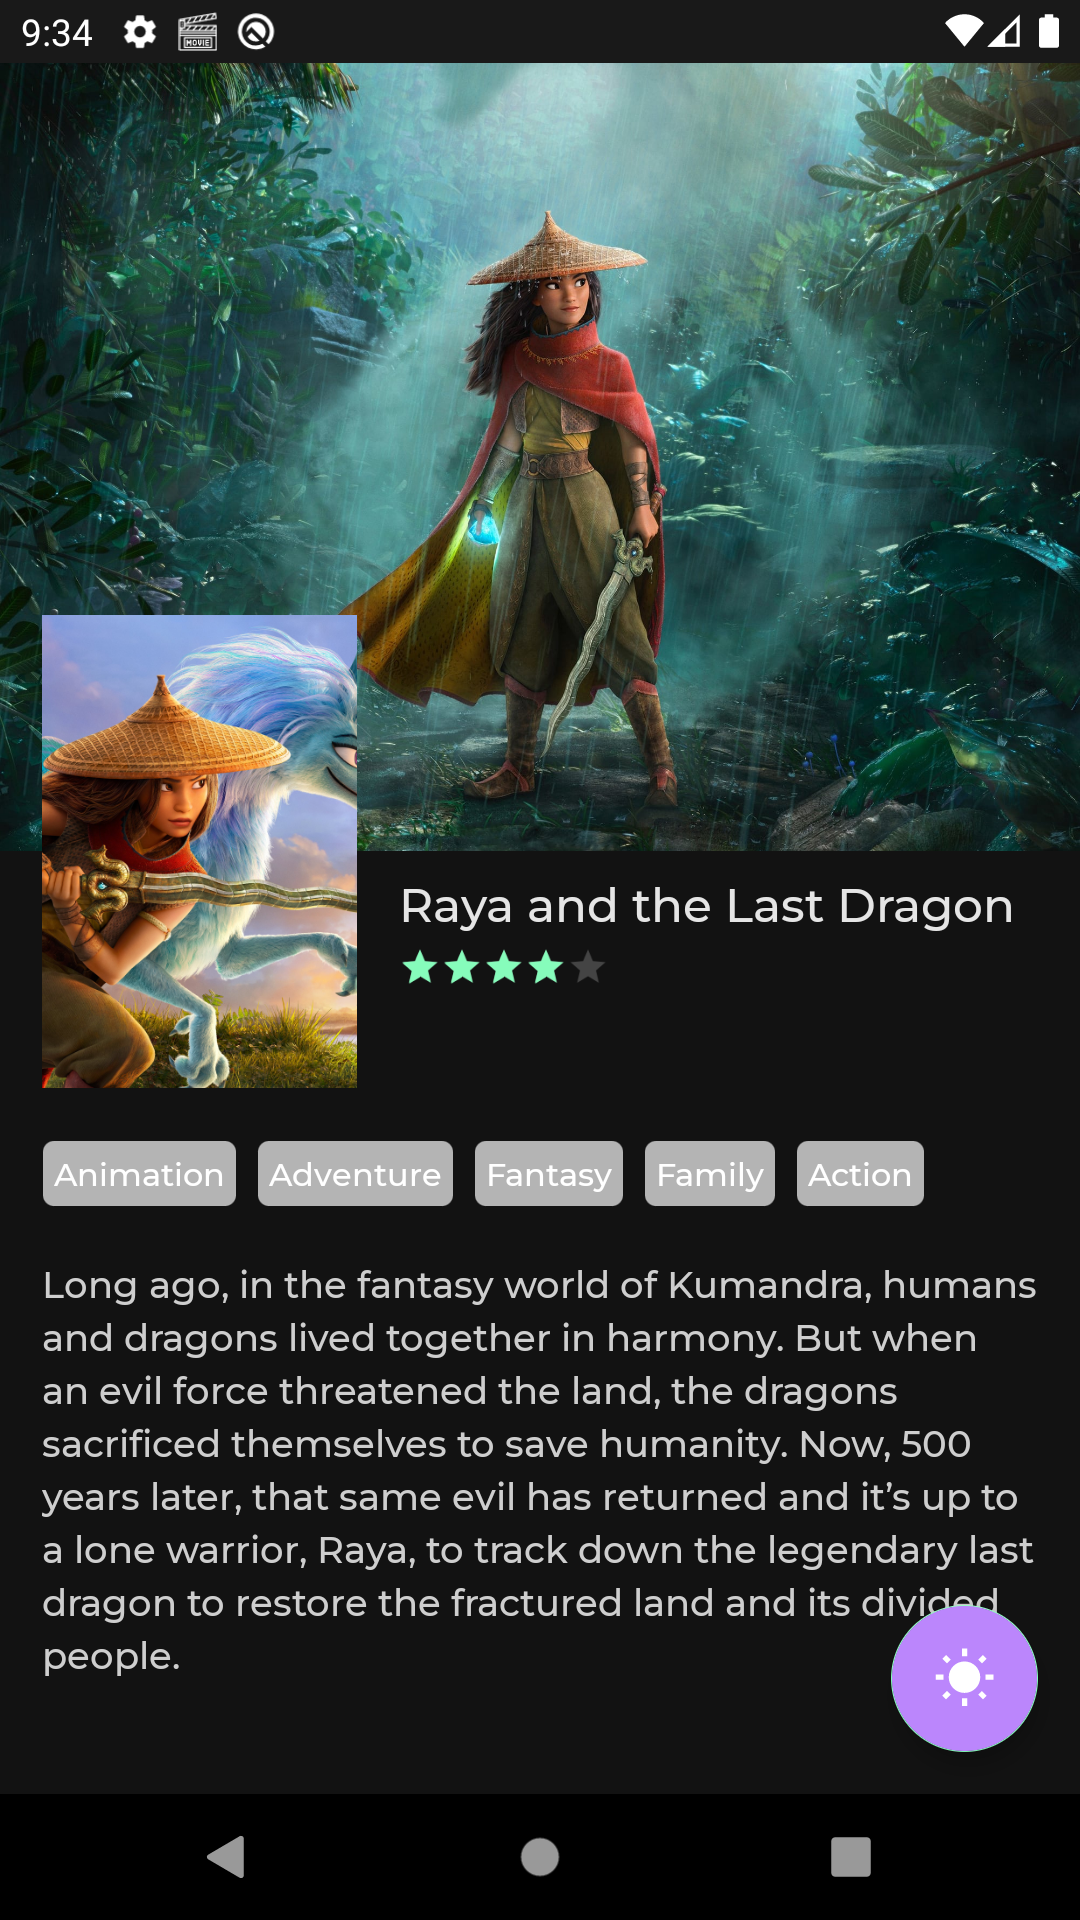 9:34
MOVIE
Raya and the Last Dragon
Animation Adventure Fantasy Family Action
Long ago, in the fantasy world of Kumandra, humans
and dragons lived together in harmony. But when
an evil force threatened the land, the dragons
sacrificed themselves to save humanity. Now, 500
years later, that same evil has returned and it’s up to
a lone warrior, Raya, to track down the legendary last
dragon to restore the fractured land and its divided
people.